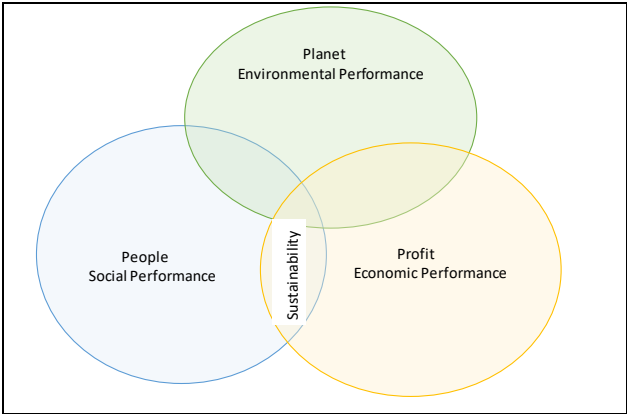 Planet
Environmental Performance
People
Social Performance
Sustainability
Profit
Economic Performance